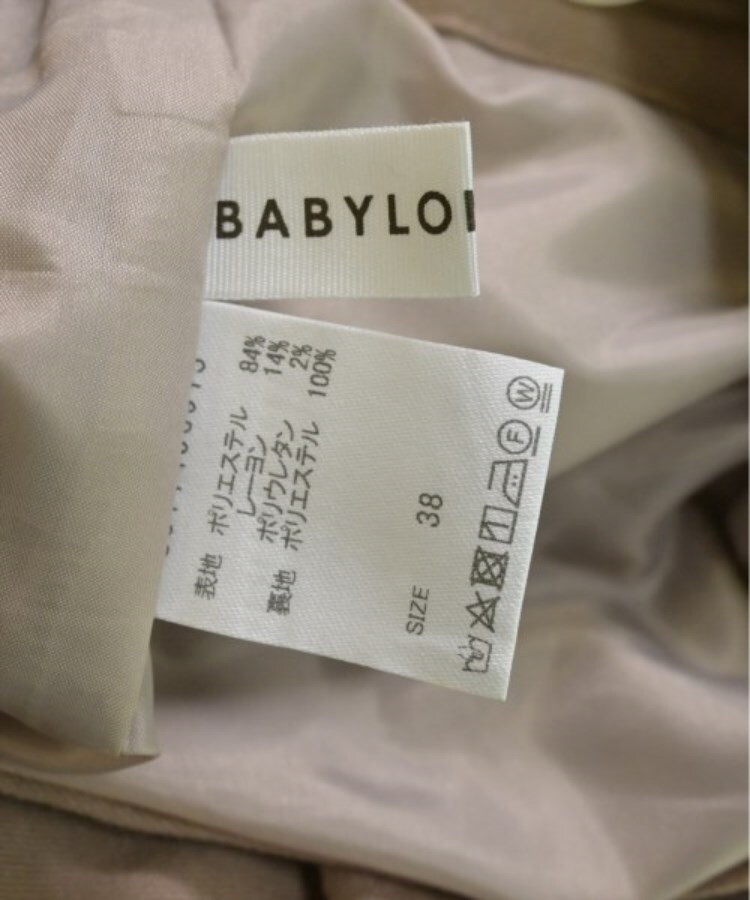 BABYLO
表地 ポリエステル 84%
レーヨン 14%
ポリウレタン 2%
裏地 ポリエステル 100%
SIZE 38